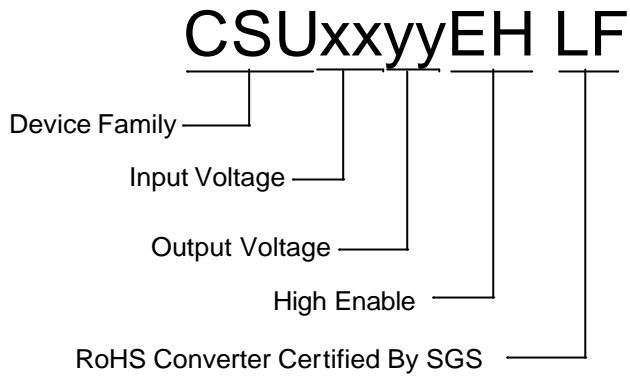 CSUxxyyEH LF
Device Family
Input Voltage
Output Voltage
High Enable
RoHS Converter Certified By SGS